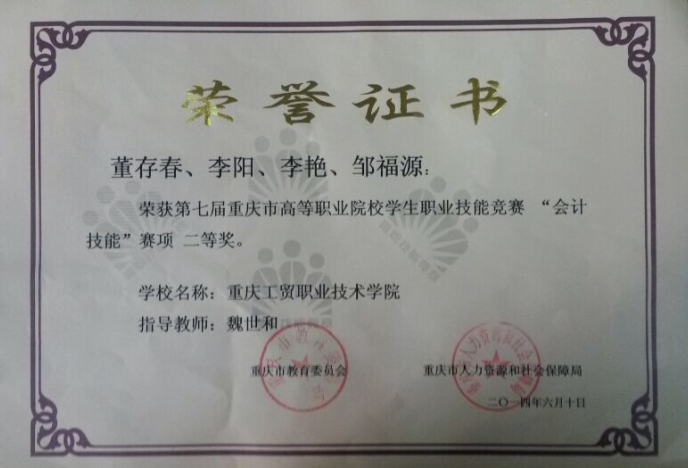 荣誉证书
董存春、李阳、李艳、邹福源：
荣获第七届重庆市高等职业院校学生职业技能竞赛 “会计
技能”赛项 二等奖。
学校名称：重庆工贸职业技术学院
指导教师：魏世和
重庆市教育委员会 重庆市人力资源和社会保障局
二〇一四年六月十日